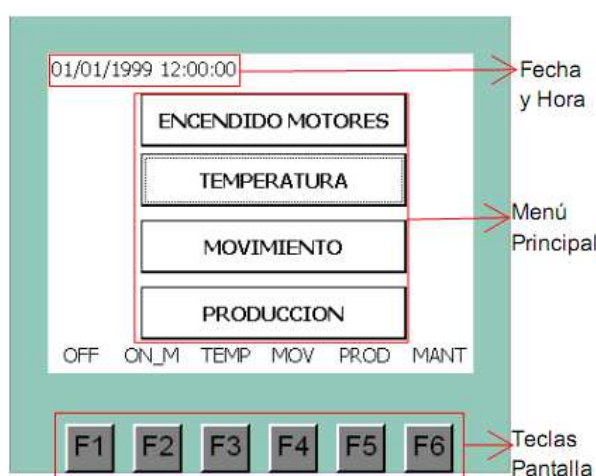 01/01/1999 12:00:00
Fecha
y Hora
ENCENDIDO MOTORES
TEMPERATURA
MOVIMIENTO
PRODUCCION
Menú
Principal
OFF ON_M TEMP MOV PROD MANT
F1 F2 F3 F4 F5 F6
Teclas
Pantalla